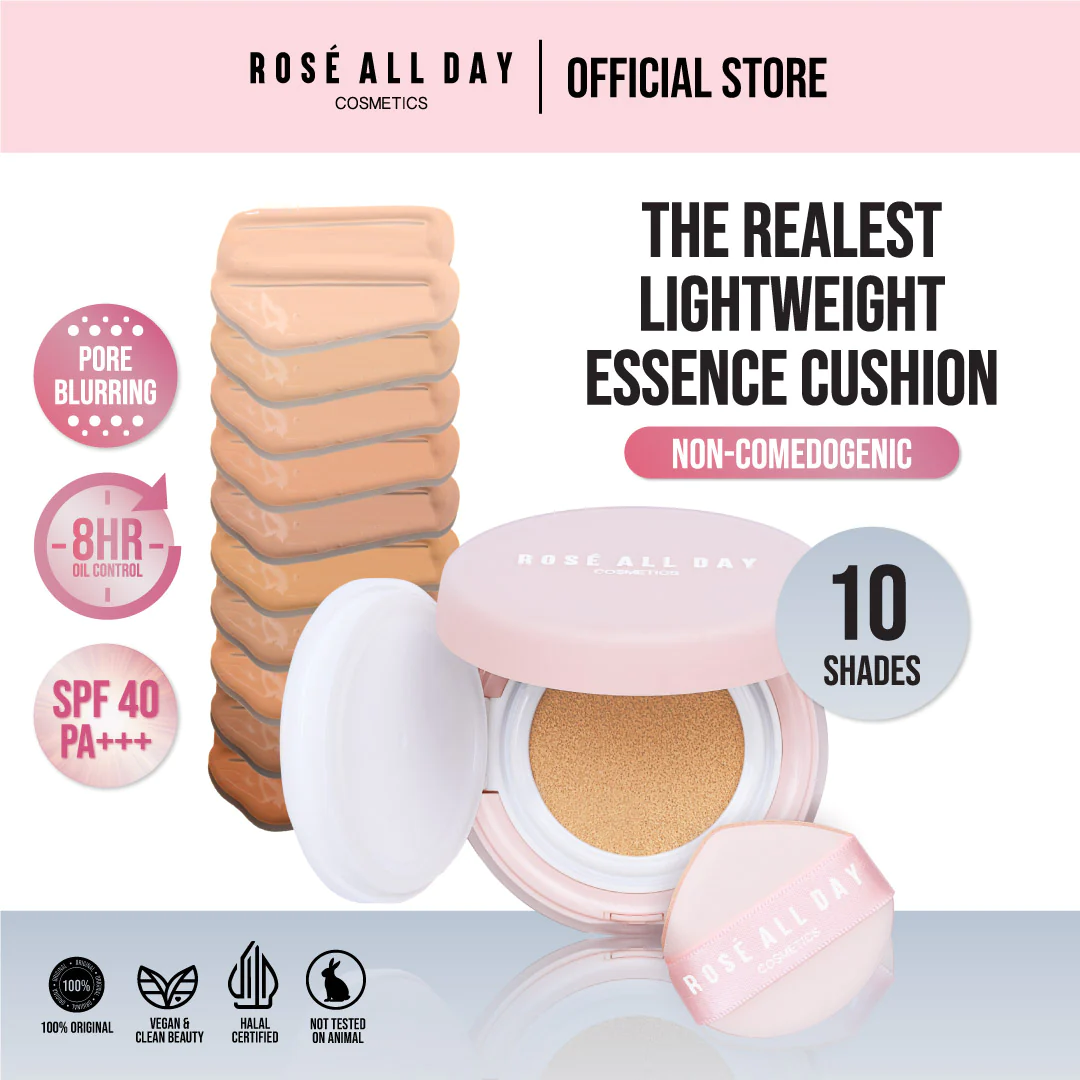 ROSÉ ALL DAY
COSMETICS
OFFICIAL STORE
THE REALEST
LIGHTWEIGHT
ESSENCE CUSHION
NON-COMEDOGENIC
PORE
BLURRING
-8HR-
OIL CONTROL
SPF 40
PA+++
ROSÉ ALL DAY
COSMETICS
10
SHADES
ROSÉ ALL DAY
COSMETICS
ORIGINAL
100%
100% ORIGINAL
VEGAN &
CLEAN BEAUTY
HALAL
CERTIFIED
NOT TESTED
ON ANIMAL